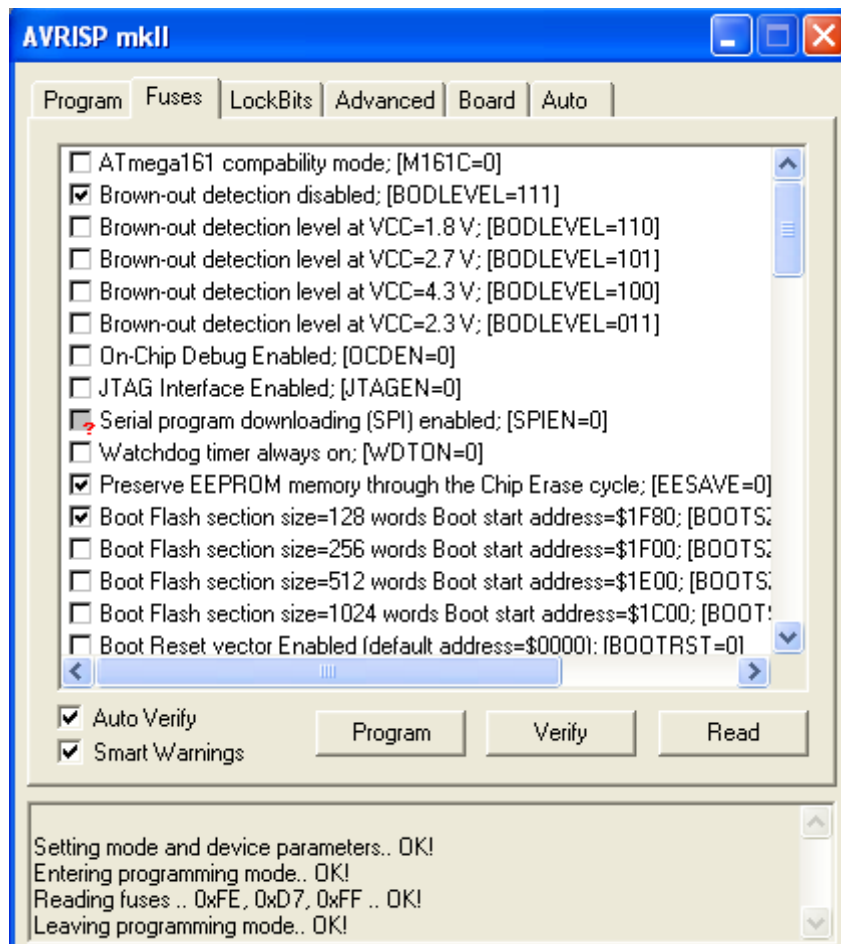 AVRISP mkII
Program Fuses LockBits Advanced Board Auto
ATmega161 compability mode; [M161C=0]
Brown-out detection disabled; [BODLEVEL=111]
Brown-out detection level at VCC=1.8 V; [BODLEVEL=110]
Brown-out detection level at VCC=2.7 V; [BODLEVEL=101]
Brown-out detection level at VCC=4.3 V; [BODLEVEL=100]
Brown-out detection level at VCC=2.3 V; [BODLEVEL=011]
On-Chip Debug Enabled; [OCDEN=0]
JTAG Interface Enabled; [JTAGEN=0]
? Serial program downloading (SPI) enabled; [SPIEN=0]
Watchdog timer always on; [WDTON=0]
Preserve EEPROM memory through the Chip Erase cycle; [EESAVE=0]
Boot Flash section size=128 words Boot start address=$1F80; [BOOTSZ
Boot Flash section size=256 words Boot start address=$1F00; [BOOTSZ
Boot Flash section size=512 words Boot start address=$1E00; [BOOTSZ
Boot Flash section size=1024 words Boot start address=$1C00; [BOOTS
Boot Reset vector Enabled (default address=$0000); [BOOTRST=0]
Auto Verify
Smart Warnings
Program Verify Read
Setting mode and device parameters.. OK!
Entering programming mode.. OK!
Reading fuses .. 0xFE, 0xD7, 0xFF .. OK!
Leaving programming mode.. OK!